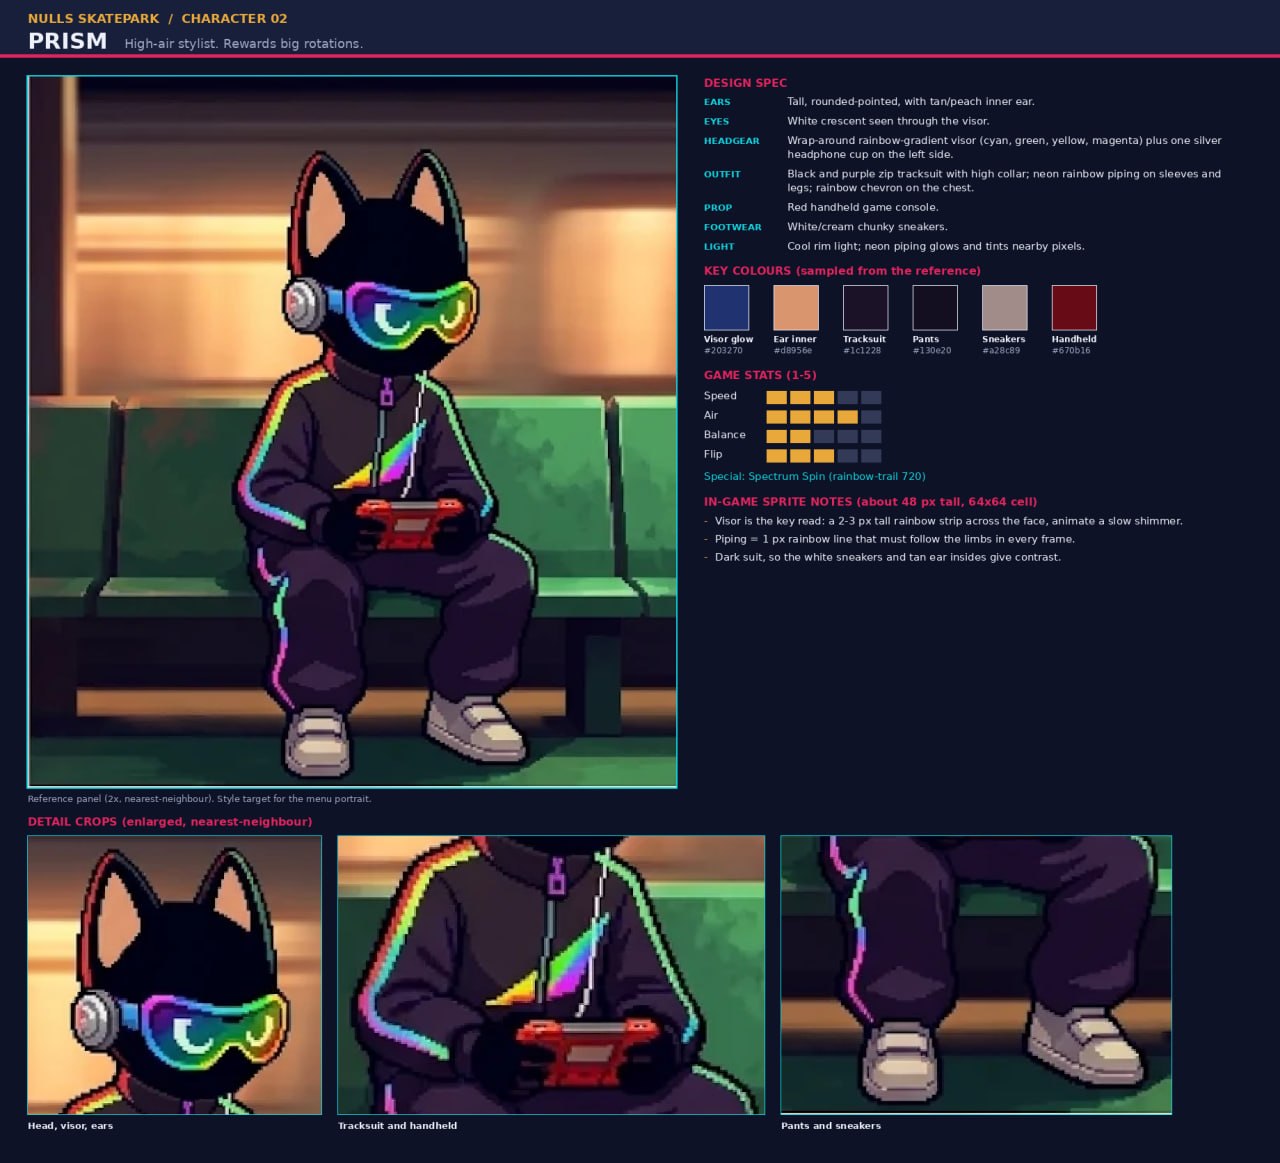 NULLS SKATEPARK / CHARACTER 02
PRISM High-air stylist. Rewards big rotations.
DESIGN SPEC
EARS Tall, rounded-pointed, with tan/peach inner ear.
EYES White crescent seen through the visor.
HEADGEAR Wrap-around rainbow-gradient visor (cyan, green, yellow, magenta) plus one silver
headphone cup on the left side.
OUTFIT Black and purple zip tracksuit with high collar; neon rainbow piping on sleeves and
legs; rainbow chevron on the chest.
PROP Red handheld game console.
FOOTWEAR White/cream chunky sneakers.
LIGHT Cool rim light; neon piping glows and tints nearby pixels.
KEY COLOURS (sampled from the reference)
Visor glow Ear inner Tracksuit Pants Sneakers Handheld
#203270 #d8956e #1c1228 #130e20 #a28c89 #670b16
GAME STATS (1-5)
Speed
Air
Balance
Flip
Special: Spectrum Spin (rainbow-trail 720)
IN-GAME SPRITE NOTES (about 48 px tall, 64x64 cell)
- Visor is the key read: a 2-3 px tall rainbow strip across the face, animate a slow shimmer.
- Piping = 1 px rainbow line that must follow the limbs in every frame.
- Dark suit, so the white sneakers and tan ear insides give contrast.
Reference panel (2x, nearest-neighbour). Style target for the menu portrait.
DETAIL CROPS (enlarged, nearest-neighbour)
Head, visor, ears
Tracksuit and handheld
Pants and sneakers